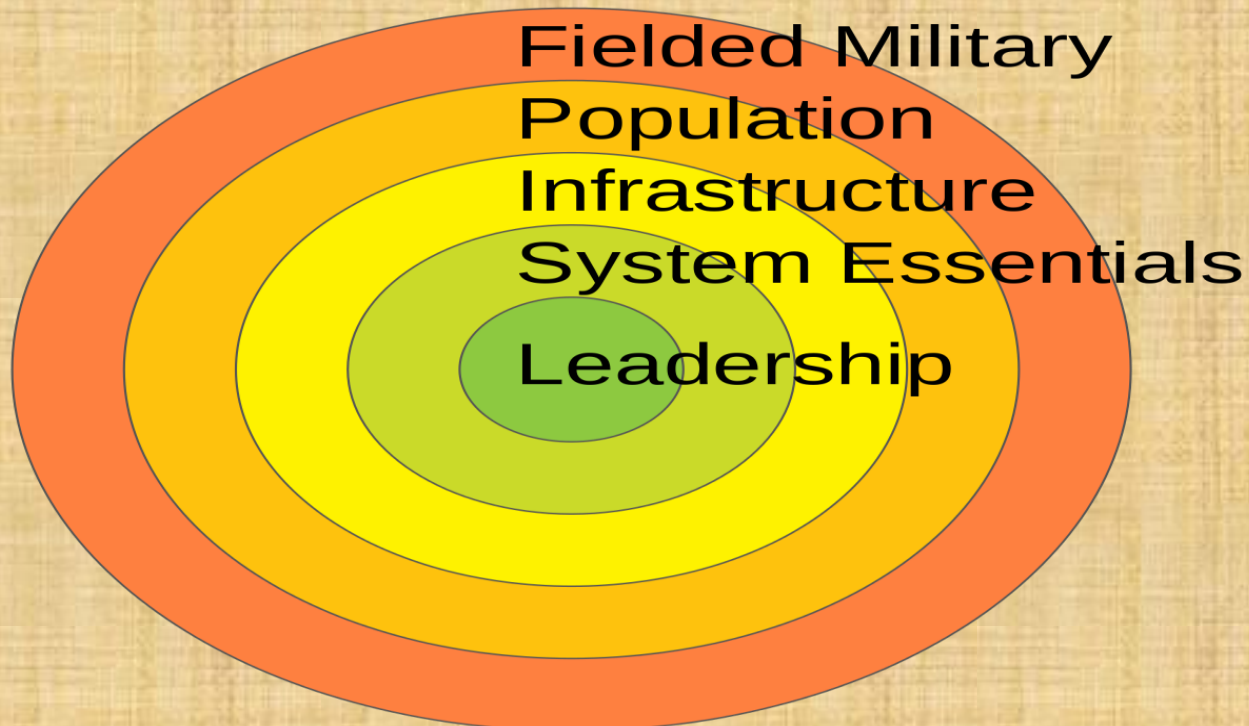 Fielded Military
Population
Infrastructure
System Essentials
Leadership